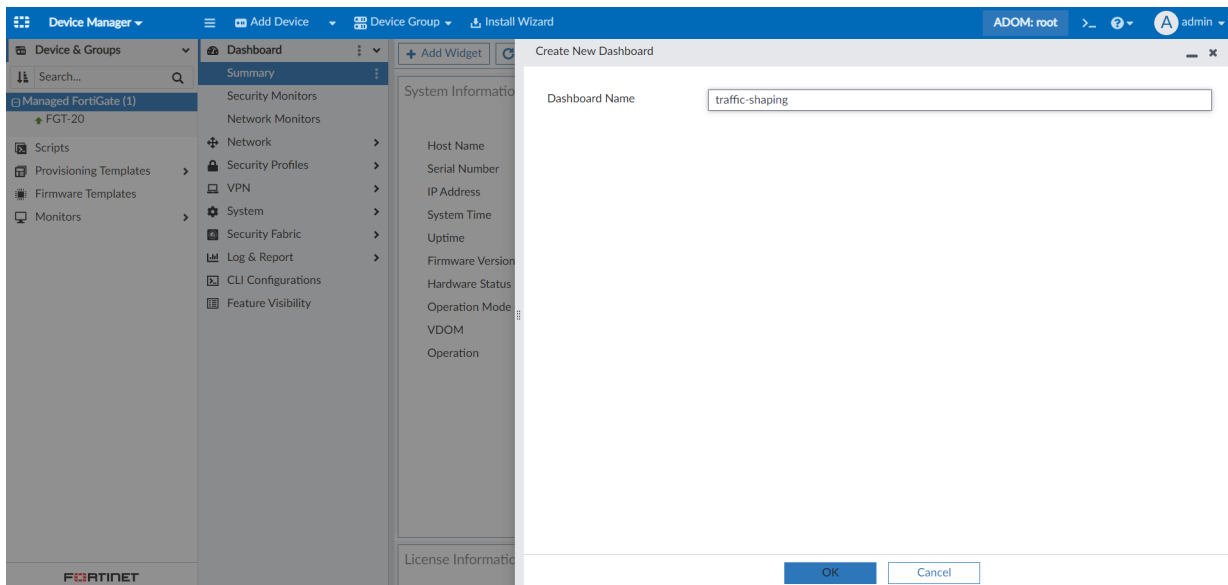 Device Manager
Add Device
Device Group
Install Wizard
ADOM: root
>_
?
A admin
Device & Groups
Search...
Managed FortiGate (1)
FGT-20
Scripts
Provisioning Templates
Firmware Templates
Monitors
FORTINET
Dashboard
Summary
Security Monitors
Network Monitors
Network
Security Profiles
VPN
System
Security Fabric
Log & Report
CLI Configurations
Feature Visibility
+ Add Widget
System Informatio
Host Name
Serial Number
IP Address
System Time
Uptime
Firmware Version
Hardware Status
Operation Mode
VDOM
Operation
License Informatio
Create New Dashboard
Dashboard Name
traffic-shaping
OK
Cancel